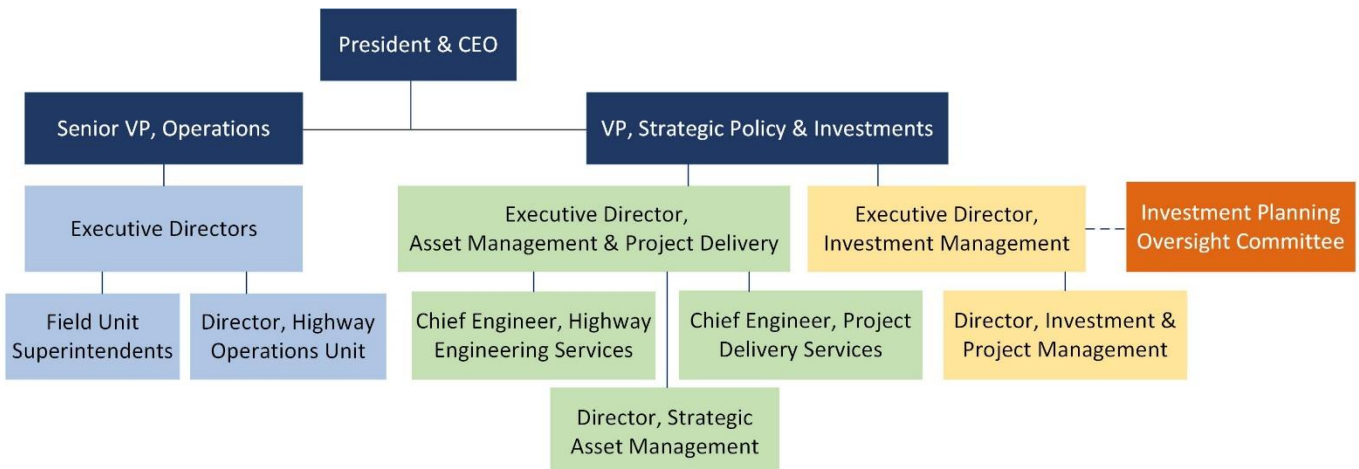 President & CEO
Senior VP, Operations
VP, Strategic Policy & Investments
Executive Directors
Executive Director,
Asset Management & Project Delivery
Executive Director,
Investment Management
Investment Planning
Oversight Committee
Field Unit
Superintendents
Director, Highway
Operations Unit
Chief Engineer, Highway
Engineering Services
Chief Engineer, Project
Delivery Services
Director, Investment &
Project Management
Director, Strategic
Asset Management